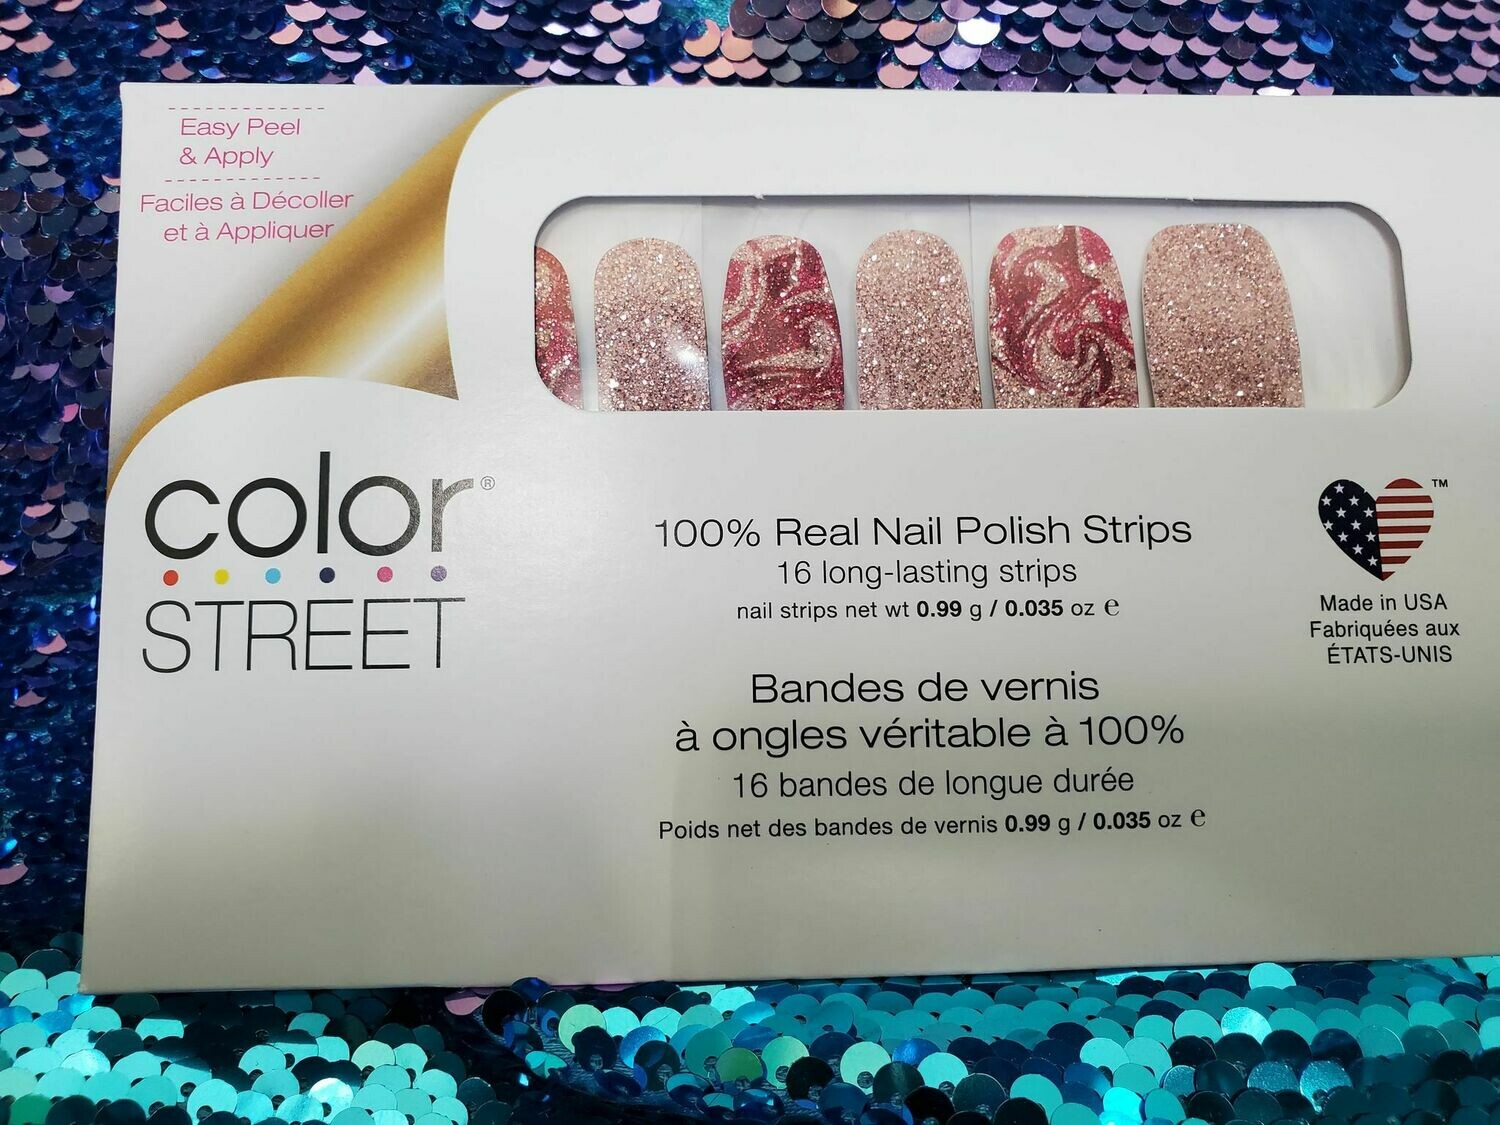 Easy Peel
& Apply
Faciles à Décoller
et à Appliquer
color®
STREET
100% Real Nail Polish Strips
16 long-lasting strips
nail strips net wt 0.99 g / 0.035 oz ℮
Bandes de vernis
à ongles véritable à 100%
16 bandes de longue durée
Poids net des bandes de vernis 0.99 g / 0.035 oz ℮
™
Made in USA
Fabriquées aux
ÉTATS-UNIS